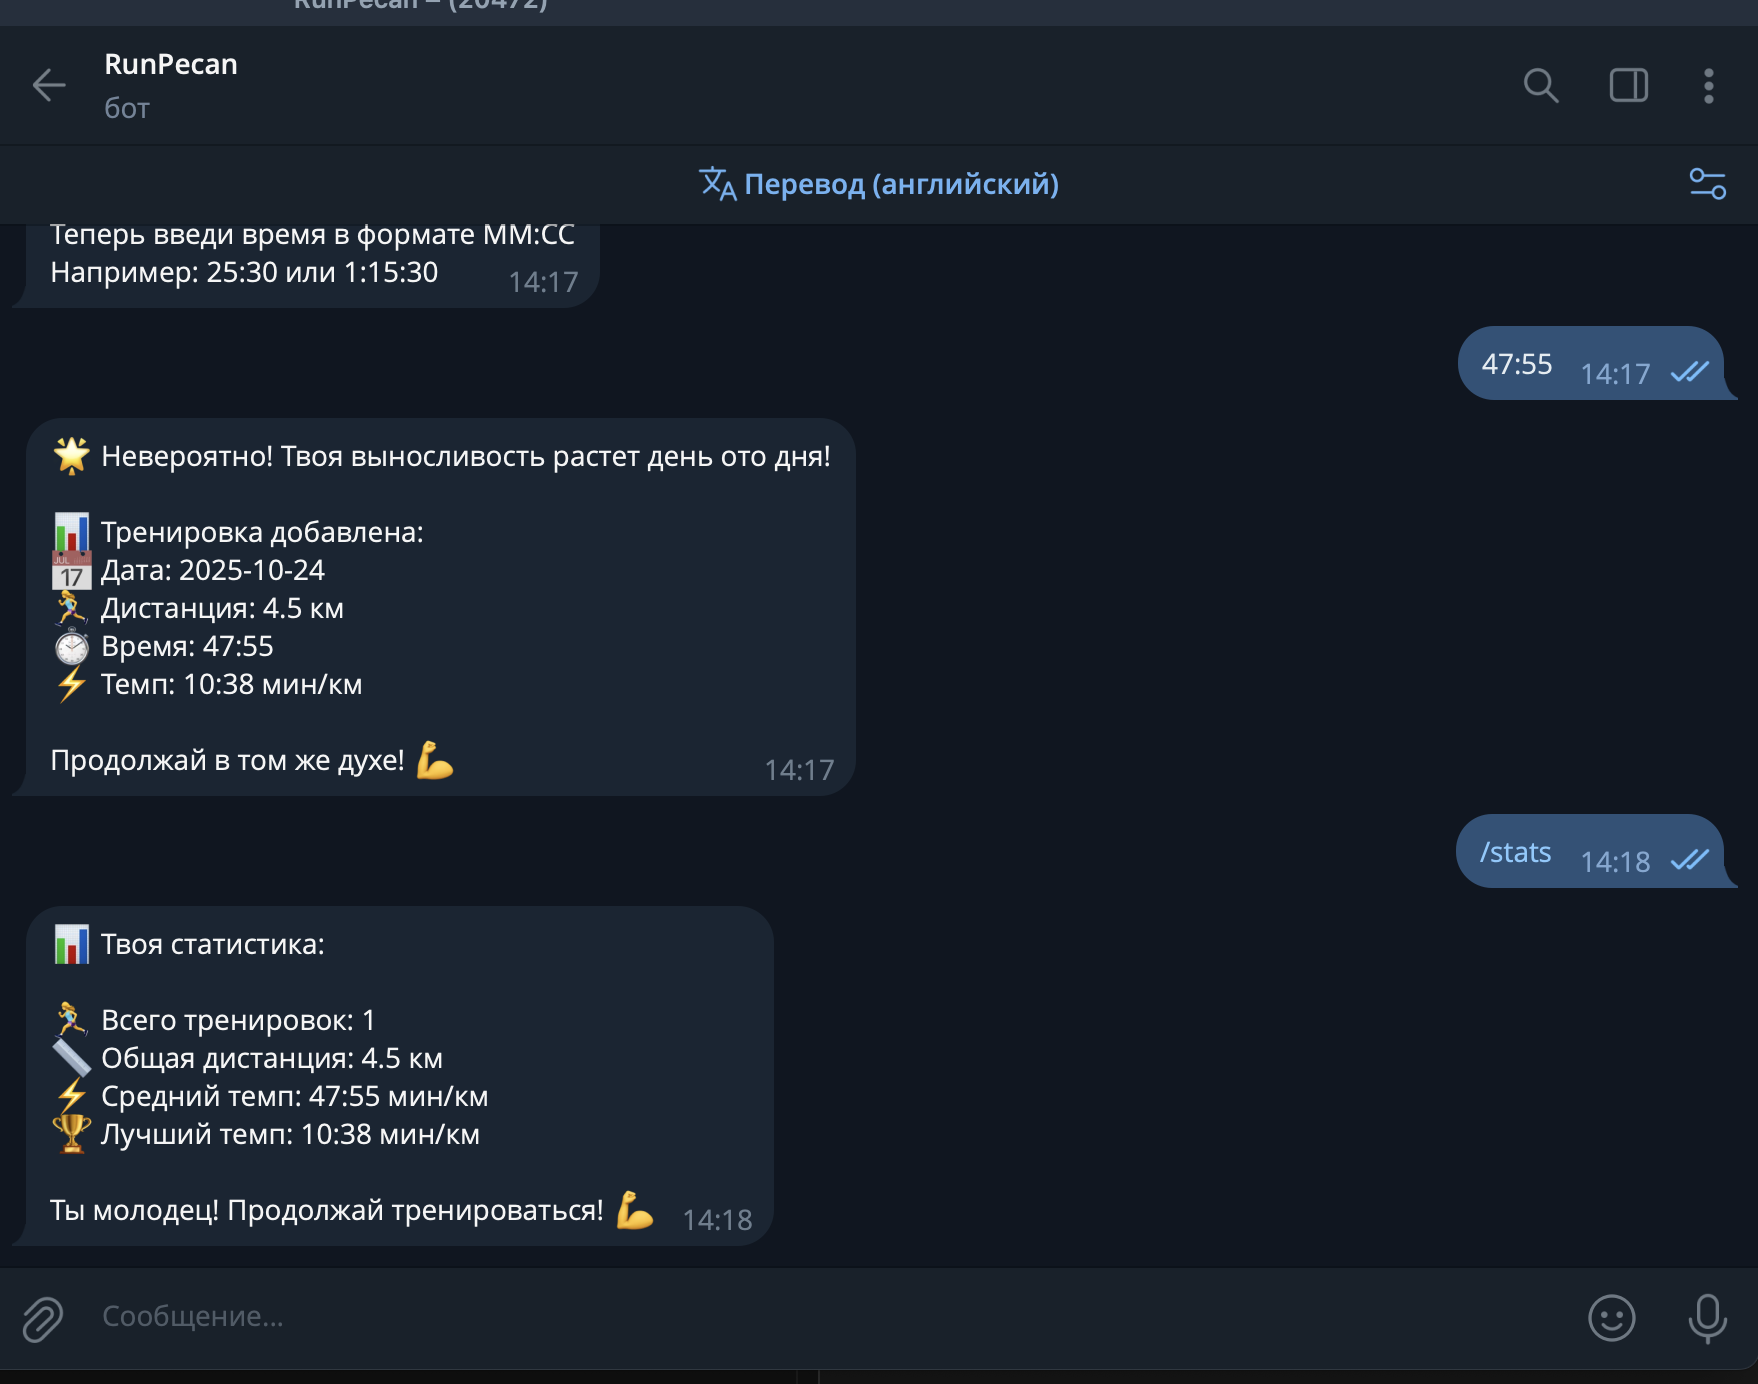 RunPecan – (20472)
RunPecan
бот
Перевод (английский)
Теперь введи время в формате ММ:СС
Например: 25:30 или 1:15:30
14:17
47:55
14:17
🌟 Невероятно! Твоя выносливость растет день ото дня!
📊 Тренировка добавлена:
📅 Дата: 2025-10-24
🏃‍♀️ Дистанция: 4.5 км
⏱ Время: 47:55
⚡ Темп: 10:38 мин/км
Продолжай в том же духе! 💪
14:17
/stats
14:18
📊 Твоя статистика:
🏃‍♀️ Всего тренировок: 1
📏 Общая дистанция: 4.5 км
⚡ Средний темп: 47:55 мин/км
🏆 Лучший темп: 10:38 мин/км
Ты молодец! Продолжай тренироваться! 💪
14:18
Сообщение...